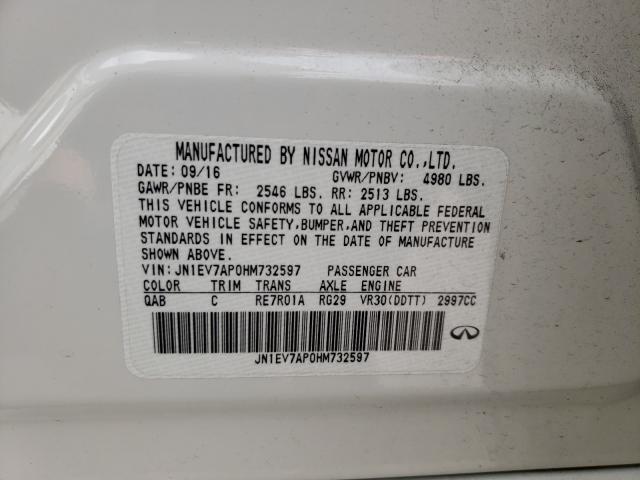 MANUFACTURED BY NISSAN MOTOR CO.,LTD.
DATE: 09/16 GVWR/PNBV: 4980 LBS.
GAWR/PNBE FR: 2546 LBS. RR: 2513 LBS.
THIS VEHICLE CONFORMS TO ALL APPLICABLE FEDERAL
MOTOR VEHICLE SAFETY,BUMPER,AND THEFT PREVENTION
STANDARDS IN EFFECT ON THE DATE OF MANUFACTURE
SHOWN ABOVE.
VIN: JN1EV7AP0HM732597 PASSENGER CAR
COLOR TRIM TRANS AXLE ENGINE
QAB C RE7R01A RG29 VR30(DDTT) 2997CC
JN1EV7AP0HM732597